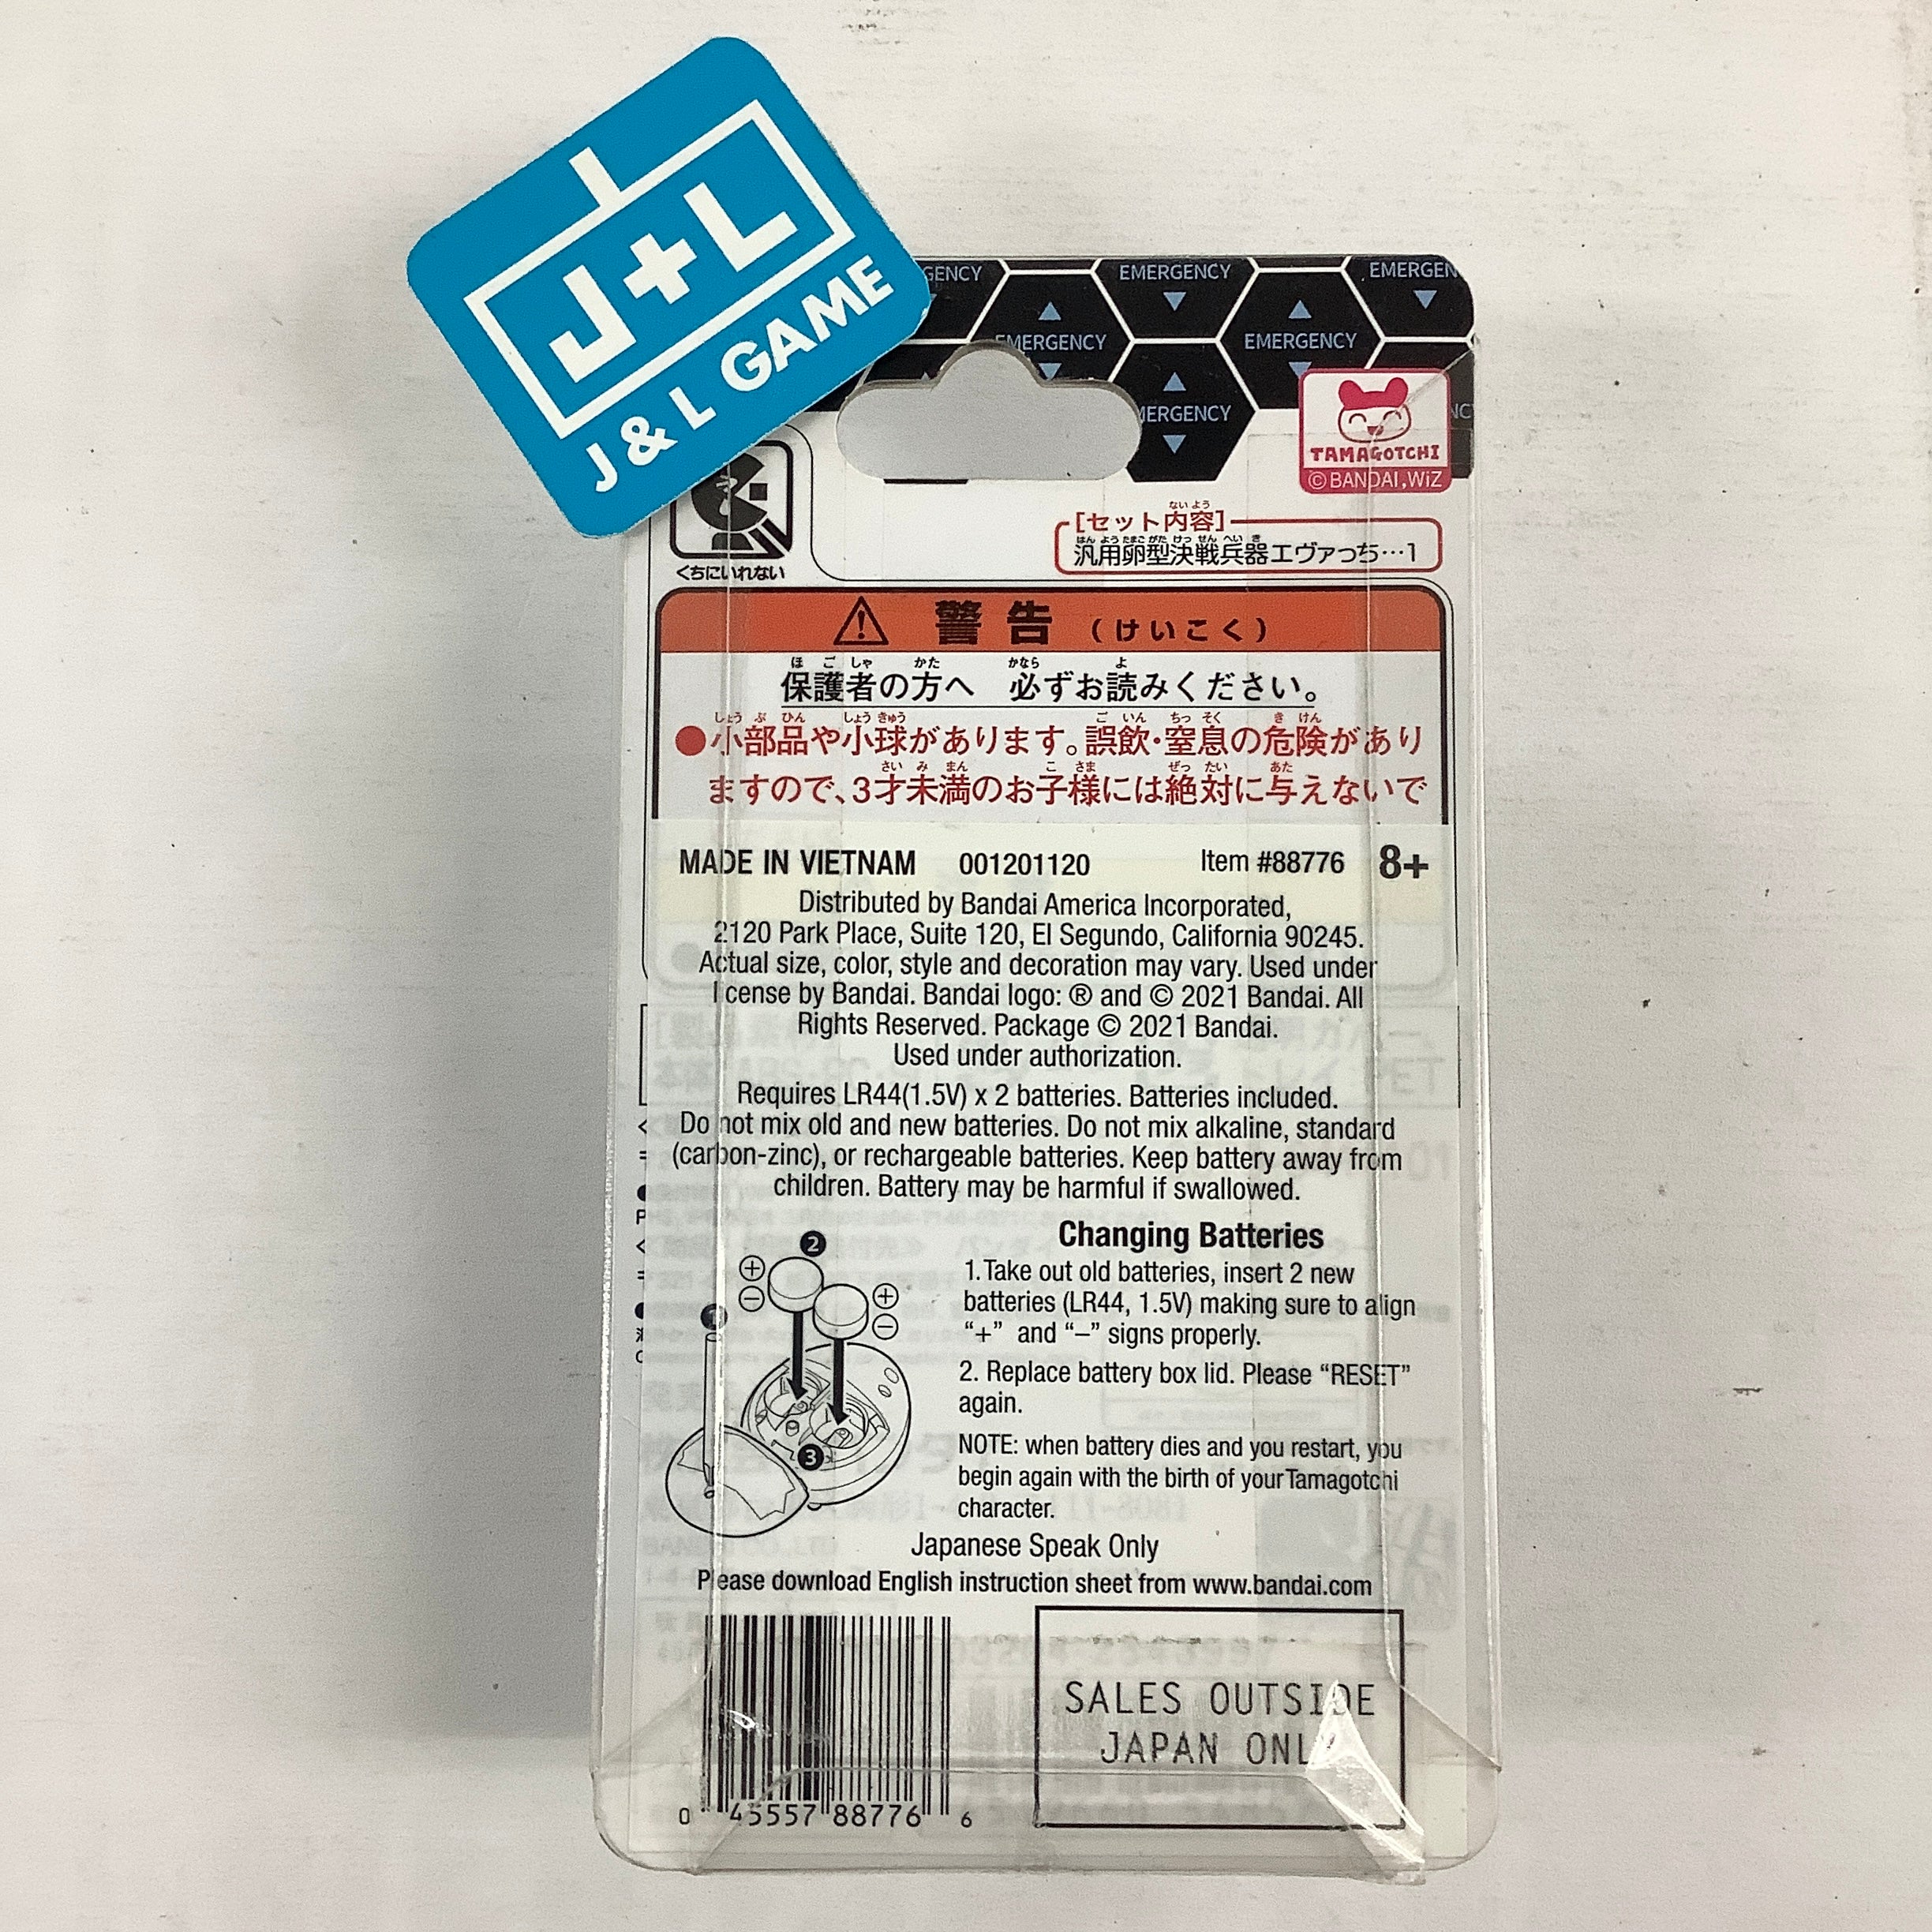 J+L
J & L GAME
EMERGENCY
EMERGENCY
EMERGENCY
EMERGENCY
TAMAGOTCHI
©BANDAI,WiZ
くちにいれない
[セット内容]
汎用卵型決戦兵器エヴァっち…1
警告 (けいこく)
保護者の方へ 必ずお読みください。
●小部品や小球があります。誤飲・窒息の危険があり
ますので、3才未満のお子様には絶対に与えないで
MADE IN VIETNAM 001201120 Item #88776 8+
Distributed by Bandai America Incorporated,
2120 Park Place, Suite 120, El Segundo, California 90245.
Actual size, color, style and decoration may vary. Used under
license by Bandai. Bandai logo: ® and © 2021 Bandai. All
Rights Reserved. Package © 2021 Bandai.
Used under authorization.
Requires LR44(1.5V) x 2 batteries. Batteries included.
Do not mix old and new batteries. Do not mix alkaline, standard
(carbon-zinc), or rechargeable batteries. Keep battery away from
children. Battery may be harmful if swallowed.
Changing Batteries
1.Take out old batteries, insert 2 new
batteries (LR44, 1.5V) making sure to align
“+” and “–” signs properly.
2. Replace battery box lid. Please “RESET”
again.
NOTE: when battery dies and you restart, you
begin again with the birth of your Tamagotchi
character.
1
2
3
Japanese Speak Only
Please download English instruction sheet from www.bandai.com
0 45557 88776 6
SALES OUTSIDE
JAPAN ONLY